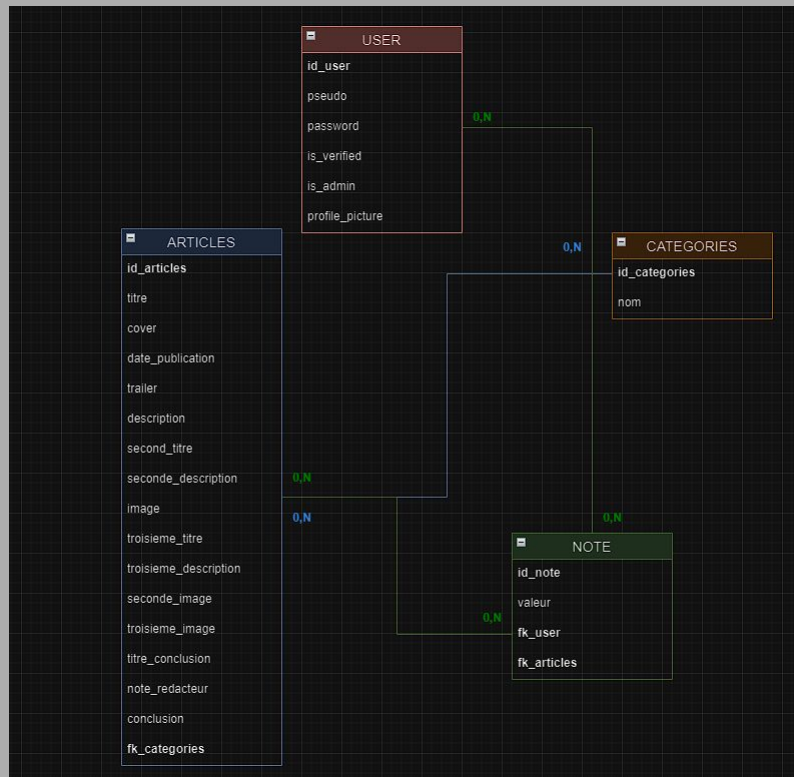 USER
id_user
pseudo
password
is_verified
is_admin
profile_picture
0,N
0,N
CATEGORIES
id_categories
nom
ARTICLES
id_articles
titre
cover
date_publication
trailer
description
second_titre
seconde_description
image
troisieme_titre
troisieme_description
seconde_image
troisieme_image
titre_conclusion
note_redacteur
conclusion
fk_categories
0,N
0,N
0,N
0,N
NOTE
id_note
valeur
fk_user
fk_articles